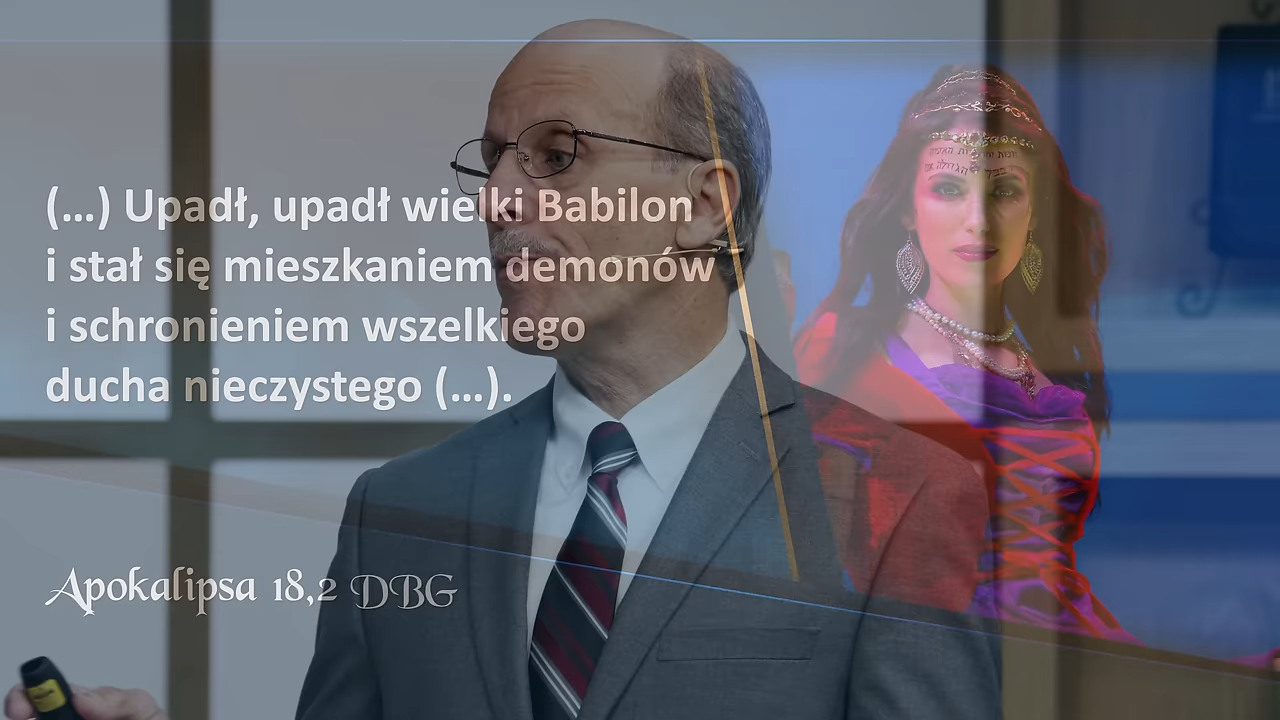 (...) Upadł, upadł wielki Babilon
i stał się mieszkaniem demonów
i schronieniem wszelkiego
ducha nieczystego (...).
Apokalipsa 18,2 DBG